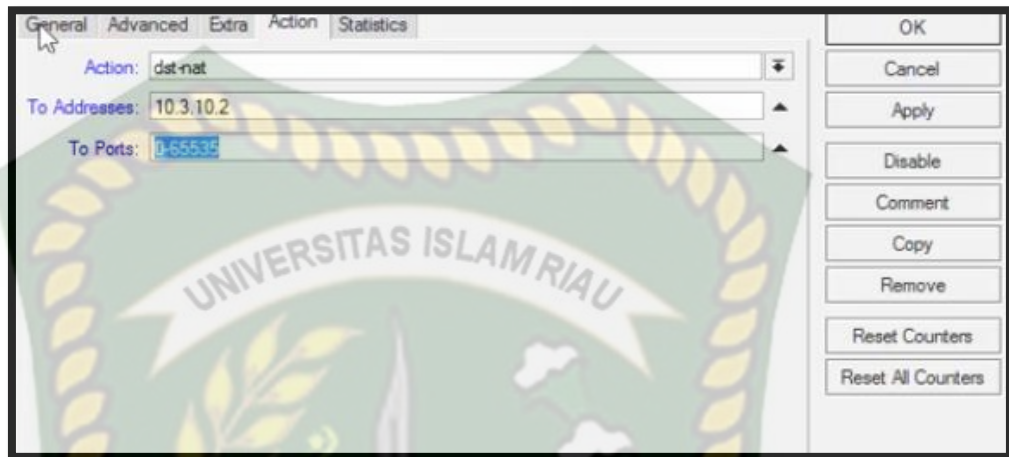 General Advanced Extra Action Statistics
Action: dst-nat
To Addresses: 10.3.10.2
To Ports: 0-65535
OK
Cancel
Apply
Disable
Comment
Copy
Remove
Reset Counters
Reset All Counters
UNIVERSITAS ISLAM RIAU